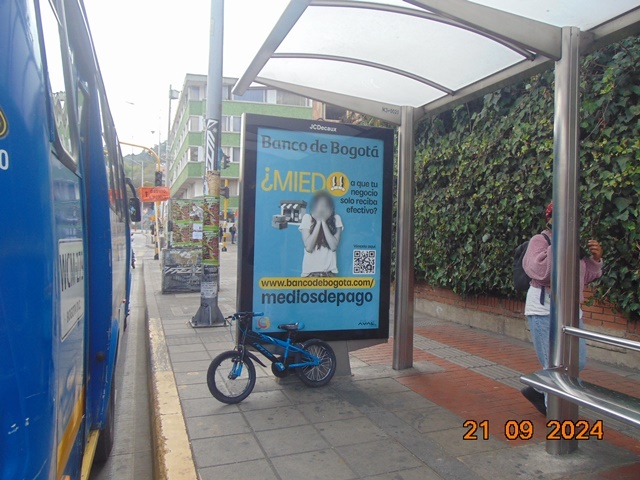 JCDecaux
Banco de Bogotá
¿MIEDO a que tu
negocio
solo reciba
efectivo?
www.bancodebogota.com/
mediosdepago
21 09 2024